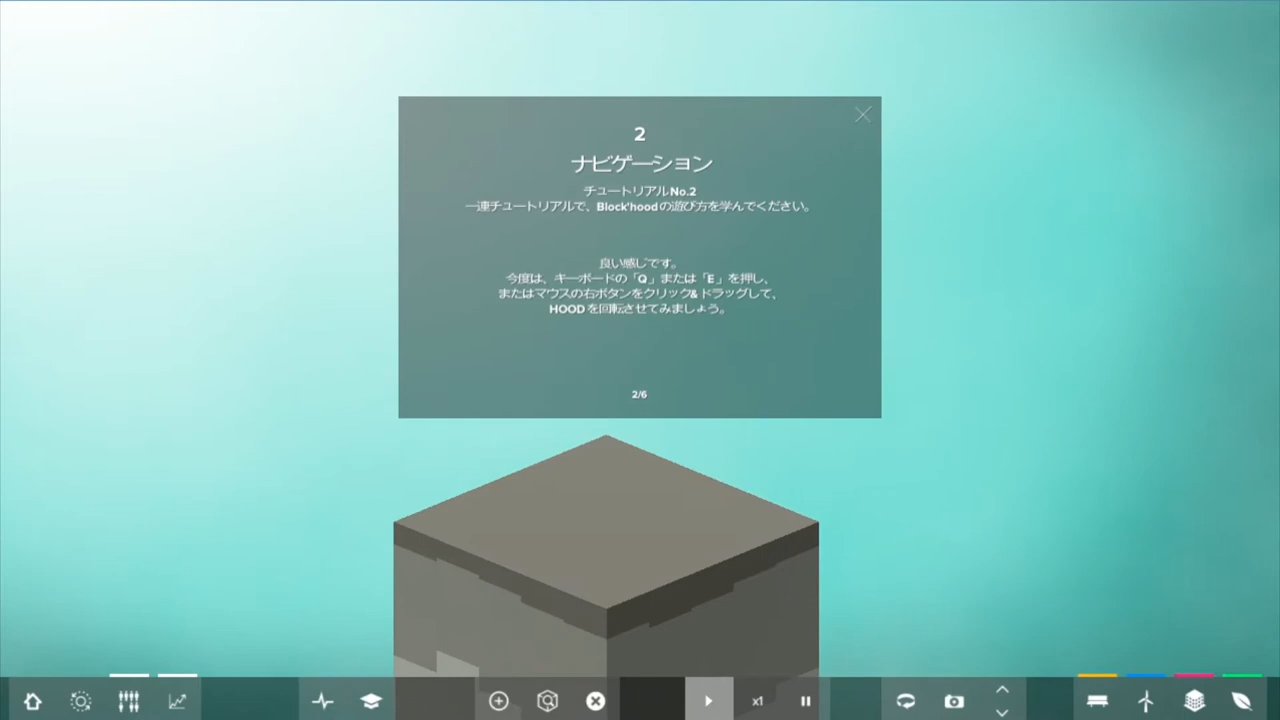 2
ナビゲーション
チュートリアルNo.2
一連チュートリアルで、Block'hoodの遊び方を学んでください。
良い感じです。
今度は、キーボードの「Q」または「E」を押し、
またはマウスの右ボタンをクリック&ドラッグして、
HOODを回転させてみましょう。
2/6
x1